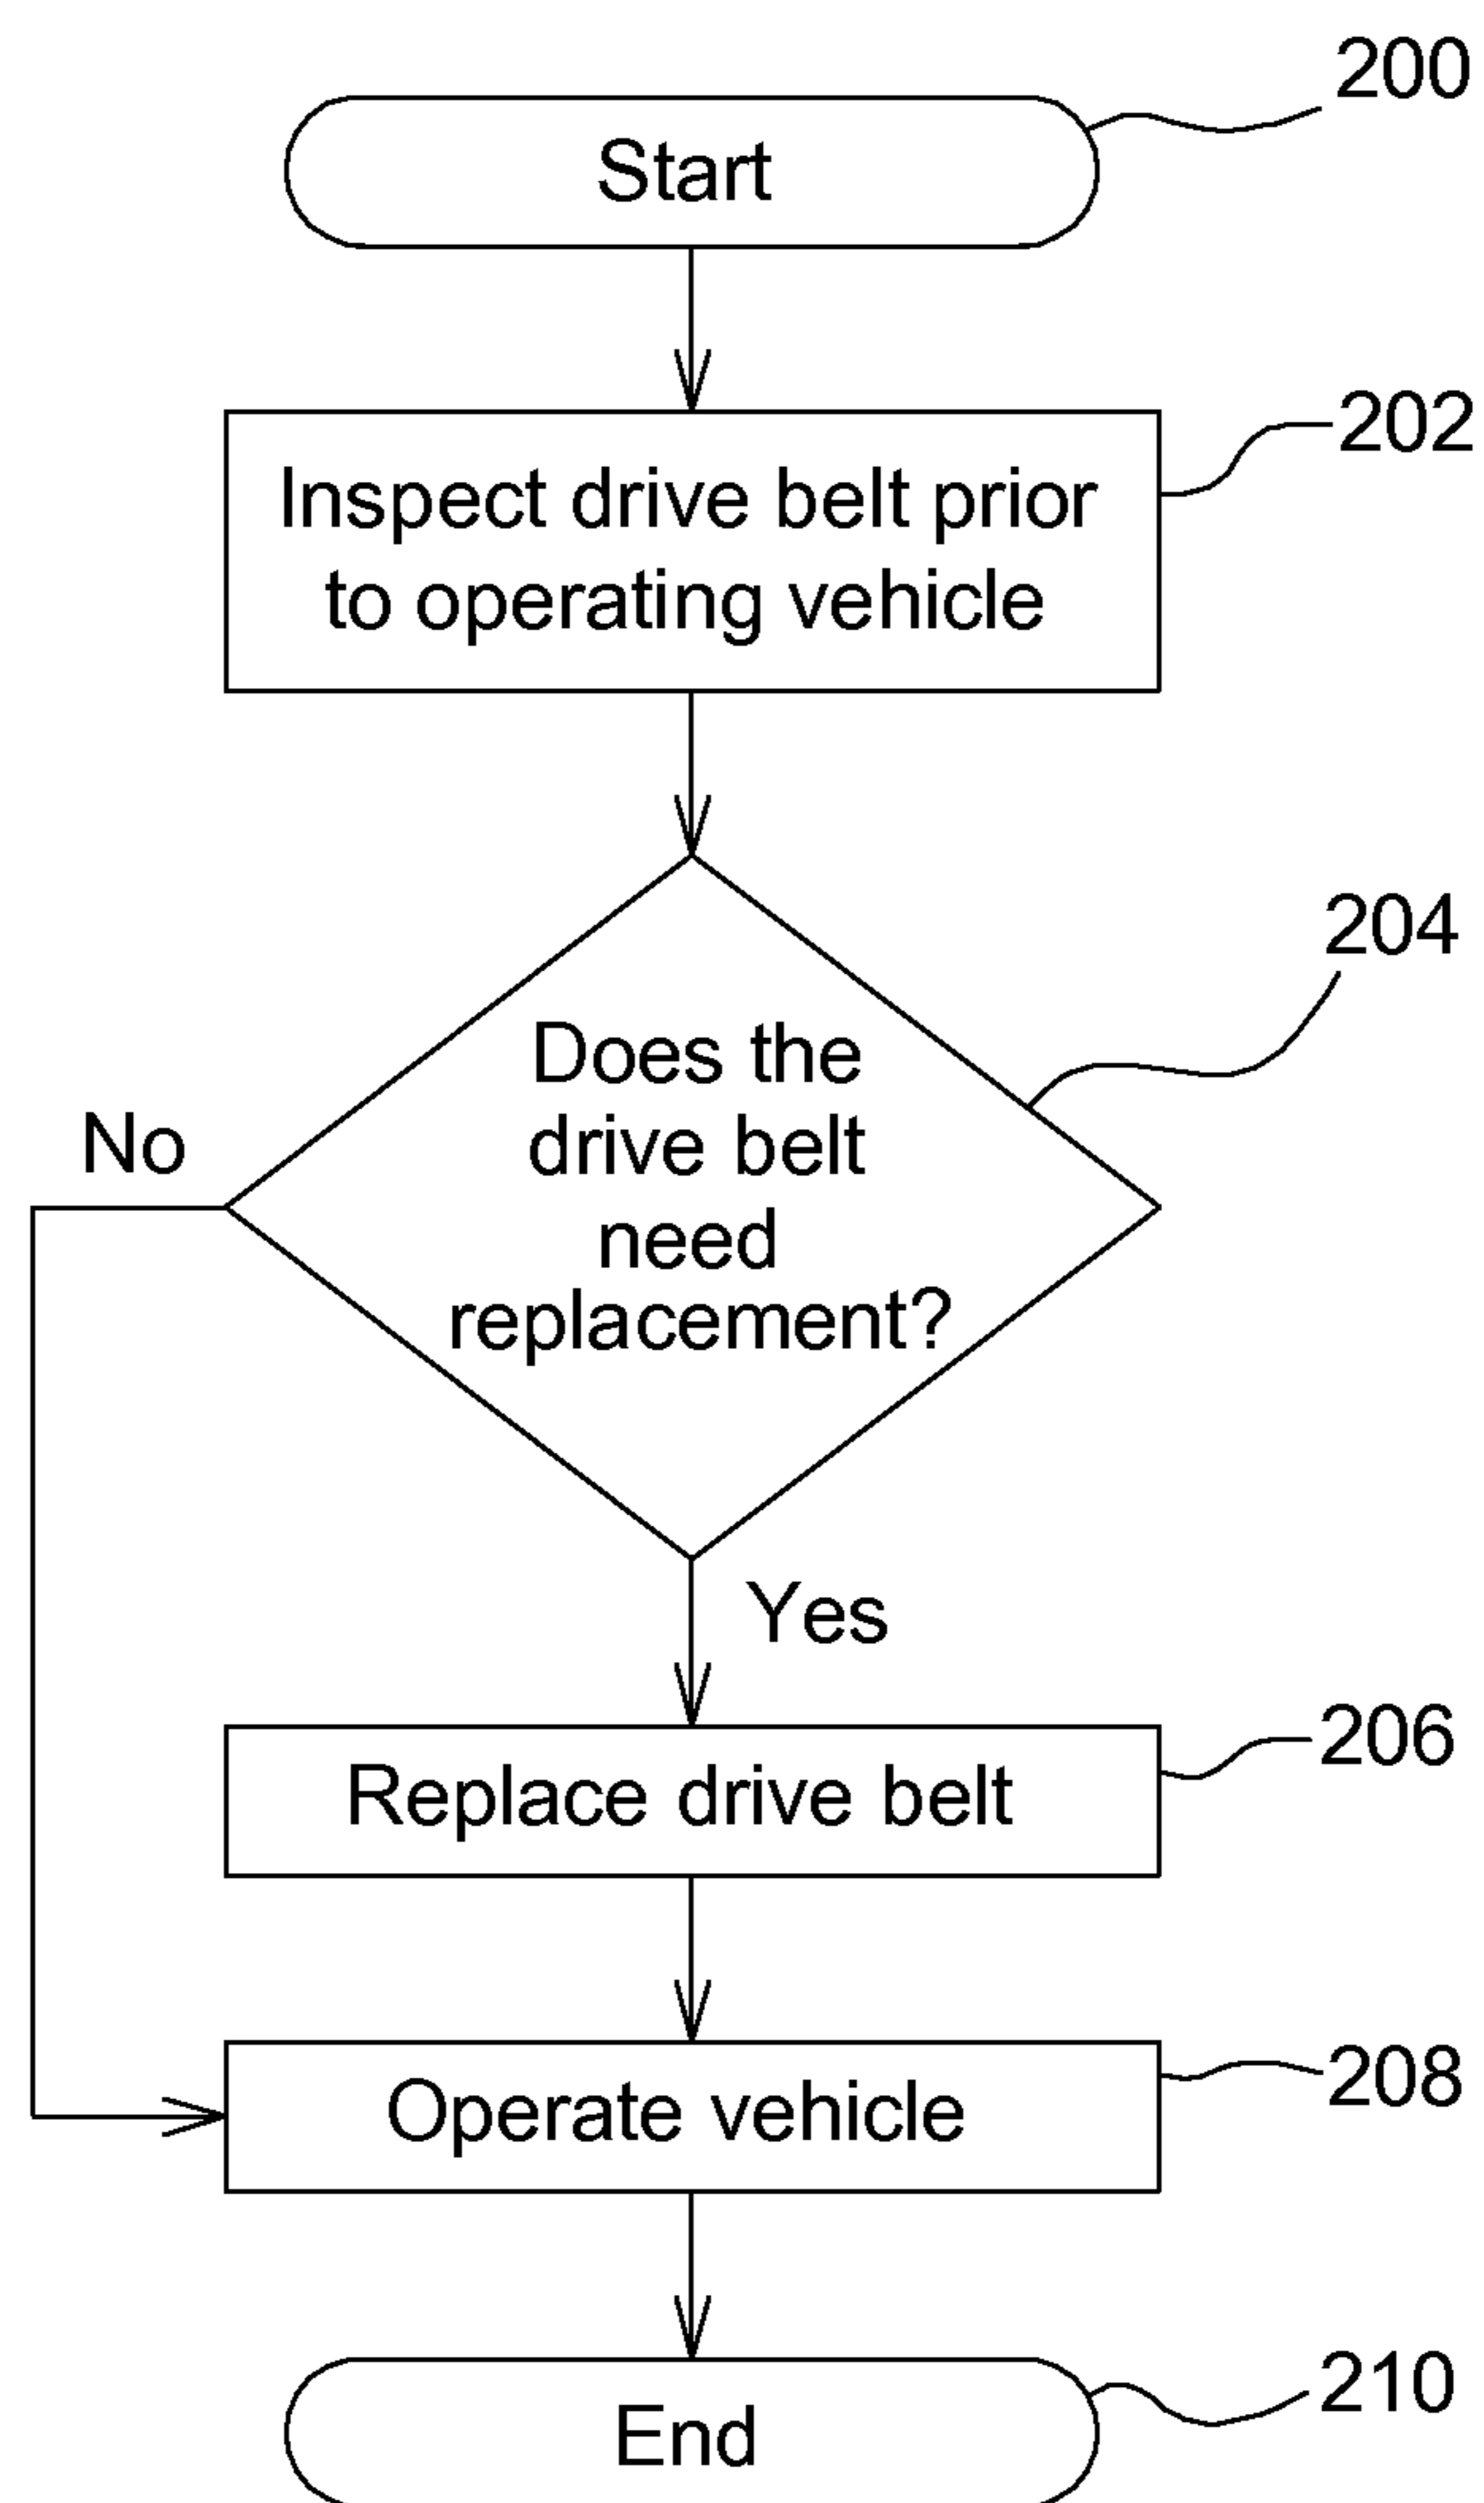 200
Start
202
Inspect drive belt prior
to operating vehicle
204
Does the
drive belt
need
replacement?
No
Yes
206
Replace drive belt
208
Operate vehicle
210
End